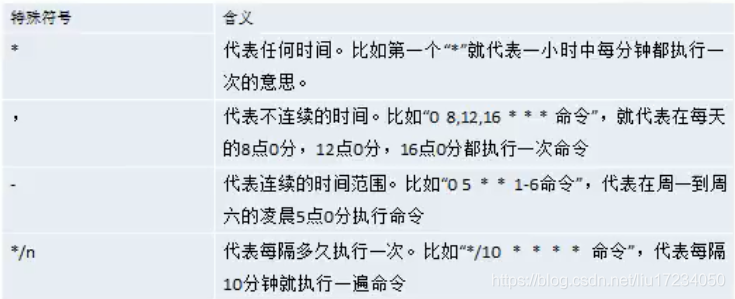 特殊符号 含义
* 代表任何时间。比如第一个“*”就代表一小时中每分钟都执行一
次的意思。
， 代表不连续的时间。比如“0 8,12,16 * * * 命令”，就代表在每天
的8点0分，12点0分，16点0分都执行一次命令
- 代表连续的时间范围。比如“0 5 * * 1-6命令”，代表在周一到周
六的凌晨5点0分执行命令
*/n 代表每隔多久执行一次。比如“*/10 * * * * 命令”，代表每隔
10分钟就执行一遍命令
https://blog.csdn.net/liu17234050